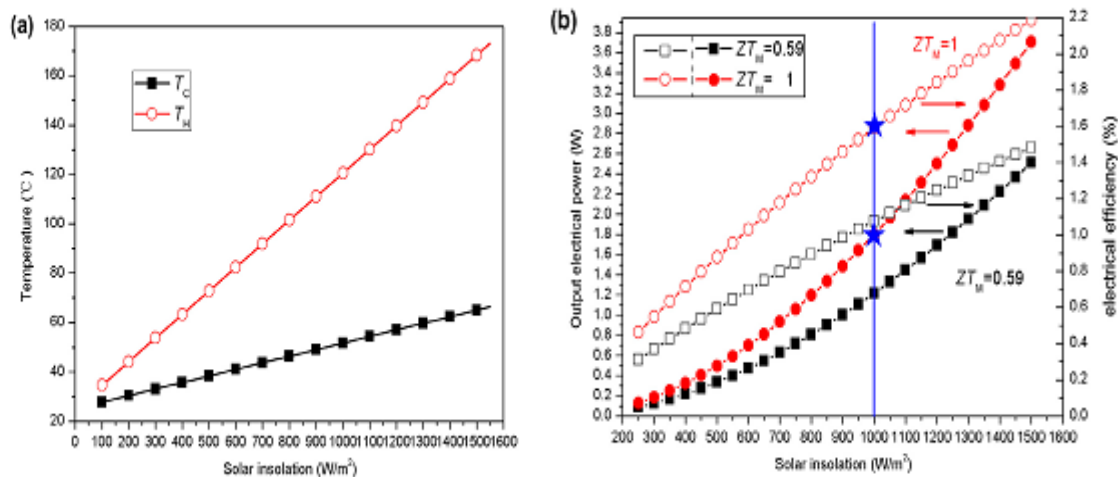 (a)
180
160
140
120
100
80
60
40
20
Temperature (℃)
T_C
T_H
0 100 200 300 400 500 600 700 800 900 1000 1100 1200 1300 1400 1500 1600
Solar insolation (W/m²)
(b)
3.8
3.6
3.4
3.2
3.0
2.8
2.6
2.4
2.2
2.0
1.8
1.6
1.4
1.2
1.0
0.8
0.6
0.4
0.2
0.0
Output electrical power (W)
ZT_M=0.59
ZT_M= 1
ZT_M=1
ZT_M=0.59
2.2
2.0
1.8
1.6
1.4
1.2
1.0
0.8
0.6
0.4
0.2
0.0
electrical efficiency (%)
200 300 400 500 600 700 800 900 1000 1100 1200 1300 1400 1500 1600
Solar insolation (W/m²)